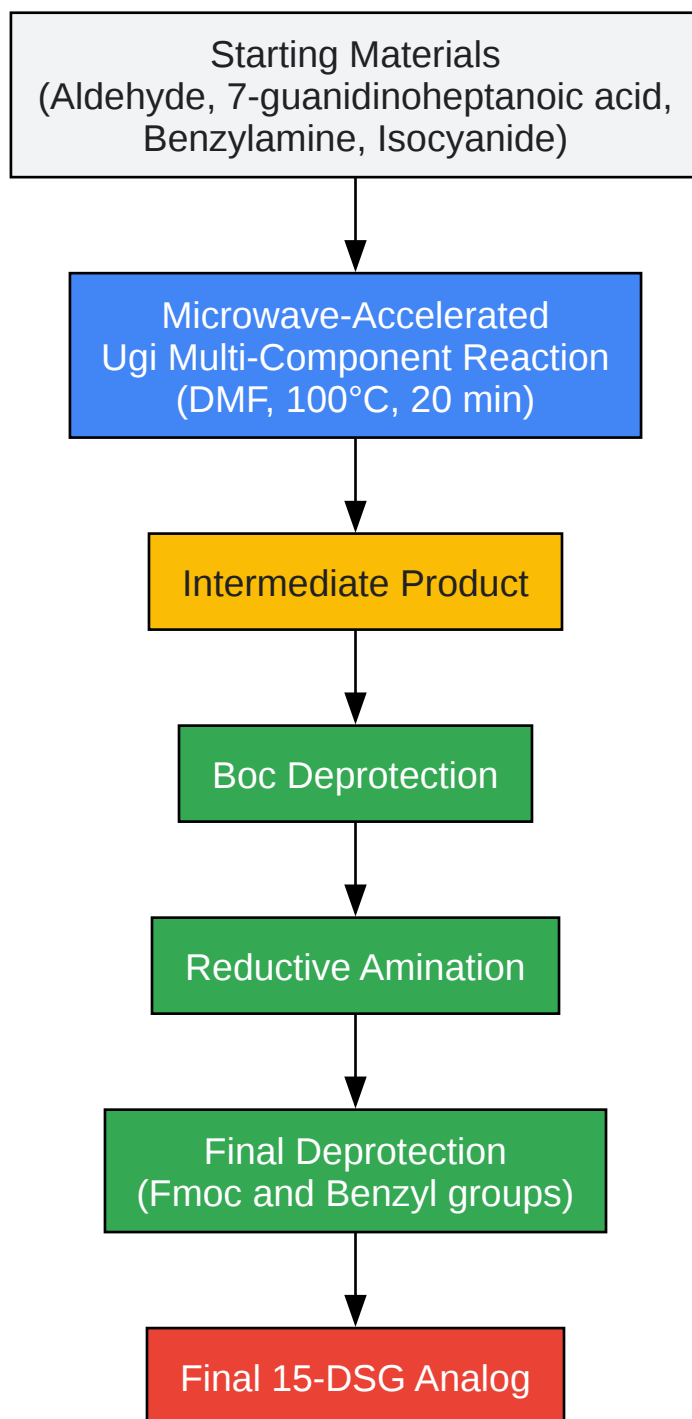 Starting Materials
(Aldehyde, 7-guanidinoheptanoic acid,
Benzylamine, Isocyanide)
Microwave-Accelerated
Ugi Multi-Component Reaction
(DMF, 100°C, 20 min)
Intermediate Product
Boc Deprotection
Reductive Amination
Final Deprotection
(Fmoc and Benzyl groups)
Final 15-DSG Analog